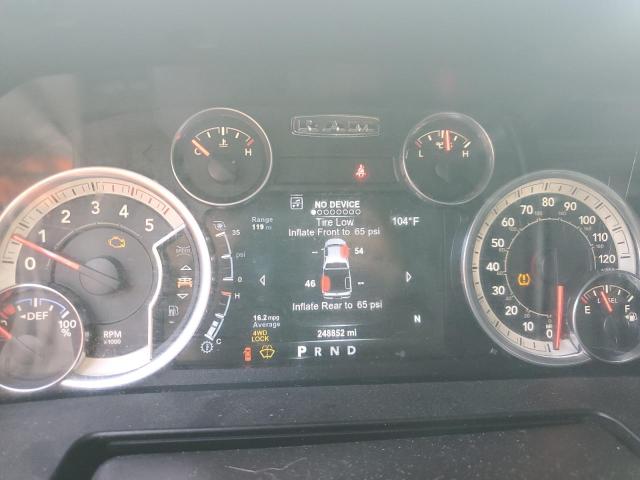 RAM
C H
L H
NO DEVICE
Tire Low
Inflate Front to 65 psi
Range
119 mi
104°F
-- 54
46 --
Inflate Rear to 65 psi
16.2 mpg
Average
248852 mi
N
4WD
LOCK
P R N D
0 1 2 3 4 5
RPM
x1000
DEF
100
%
35
psi
0
H
C
10 20 30 40 50 60 70 80 90 100 110 120
MPH
E DIESEL F